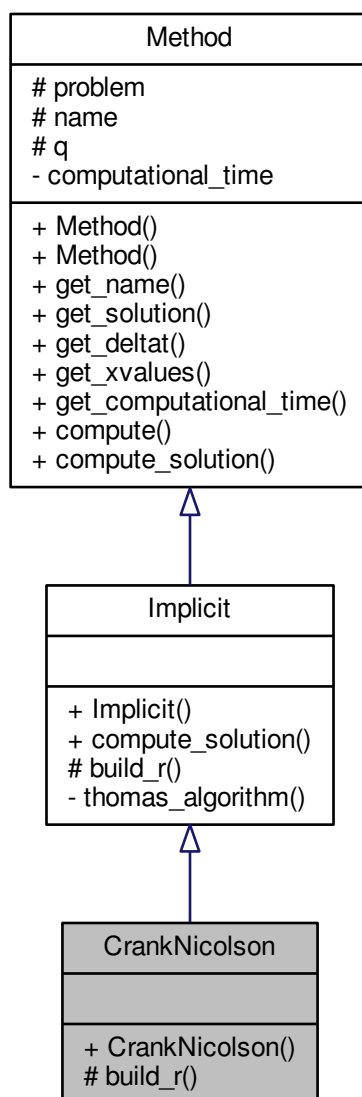 Method
# problem
# name
# q
- computational_time
+ Method()
+ Method()
+ get_name()
+ get_solution()
+ get_deltat()
+ get_xvalues()
+ get_computational_time()
+ compute()
+ compute_solution()
Implicit
+ Implicit()
+ compute_solution()
# build_r()
- thomas_algorithm()
CrankNicolson
+ CrankNicolson()
# build_r()